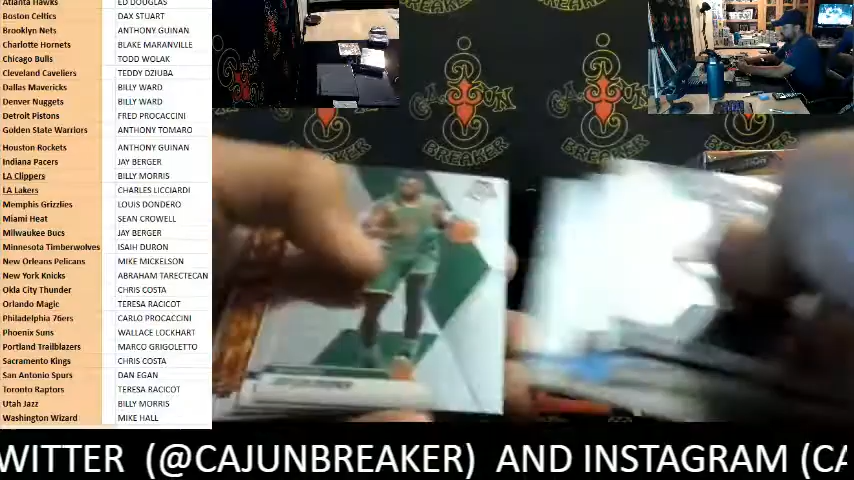 Atlanta Hawks ED DOUGLAS
Boston Celtics DAX STUART
Brooklyn Nets ANTHONY GUINAN
Charlotte Hornets BLAKE MARANVILLE
Chicago Bulls TODD WOLAK
Cleveland Cavaliers TEDDY DZIUBA
Dallas Mavericks BILLY WARD
Denver Nuggets BILLY WARD
Detroit Pistons FRED PROCACCINI
Golden State Warriors ANTHONY TOMARO
Houston Rockets ANTHONY GUINAN
Indiana Pacers JAY BERGER
LA Clippers BILLY MORRIS
LA Lakers CHARLES LICCIARDI
Memphis Grizzlies LOUIS DONDERO
Miami Heat SEAN CROWELL
Milwaukee Bucks JAY BERGER
Minnesota Timberwolves ISAIH DURON
New Orleans Pelicans MIKE MICKELSON
New York Knicks ABRAHAM TARECTECAN
Okla City Thunder CHRIS COSTA
Orlando Magic TERESA RACICOT
Philadelphia 76ers CARLO PROCACCINI
Phoenix Suns WALLACE LOCKHART
Portland Trailblazers MARCO GRIGOLETTO
Sacramento Kings CHRIS COSTA
San Antonio Spurs DAN EGAN
Toronto Raptors TERESA RACICOT
Utah Jazz BILLY MORRIS
Washington Wizard MIKE HALL
CAJUN
BREAKER
CAJUN
BREAKER
WITTER (@CAJUNBREAKER) AND INSTAGRAM (CA